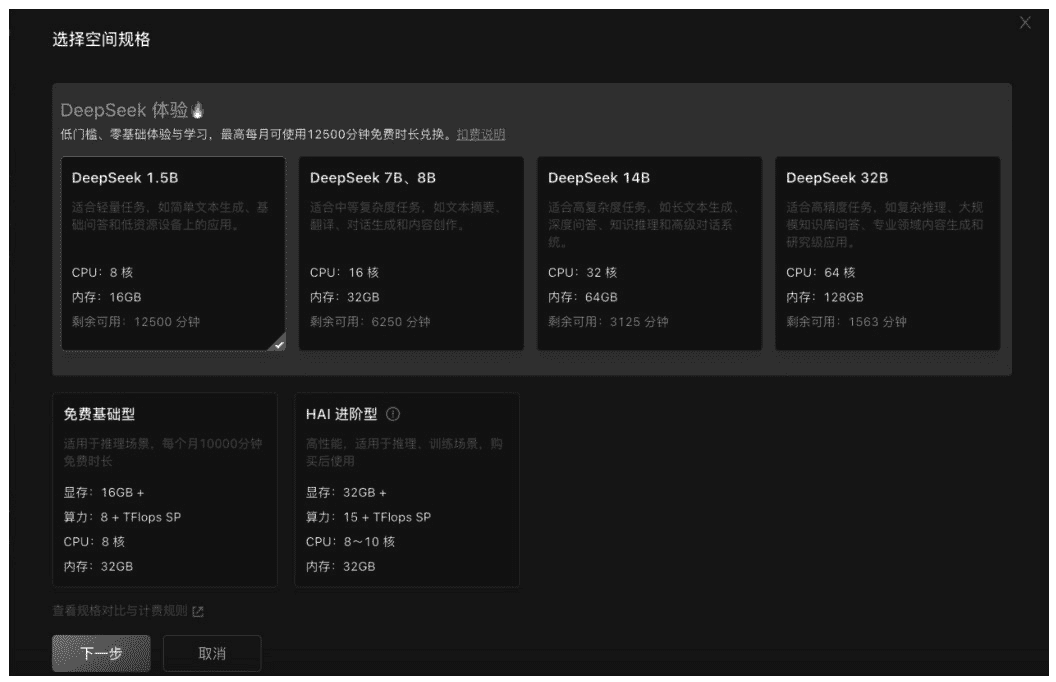 选择空间规格
DeepSeek 体验
低门槛、零基础体验与学习，最高每月可使用12500分钟免费时长兑换。扣费说明
DeepSeek 1.5B
适合轻量任务，如简单文本生成、基
础问答和低资源设备上的应用。
CPU：8 核
内存：16GB
剩余可用：12500 分钟
DeepSeek 7B、8B
适合中等复杂度任务，如文本摘要、
翻译、对话生成和内容创作。
CPU：16 核
内存：32GB
剩余可用：6250 分钟
DeepSeek 14B
适合高复杂度任务，如长文本生成、
深度问答、知识推理和高级对话系
统。
CPU：32 核
内存：64GB
剩余可用：3125 分钟
DeepSeek 32B
适合高精度任务，如复杂推理、大规
模知识库问答、专业领域内容生成和
研究级应用。
CPU：64 核
内存：128GB
剩余可用：1563 分钟
免费基础型
适用于推理场景，每个月10000分钟
免费时长
显存：16GB +
算力：8 + TFlops SP
CPU：8 核
内存：32GB
HAI 进阶型
高性能，适用于推理、训练场景，购
买后使用
显存：32GB +
算力：15 + TFlops SP
CPU：8～10 核
内存：32GB
查看规格对比与计费规则
下一步
取消